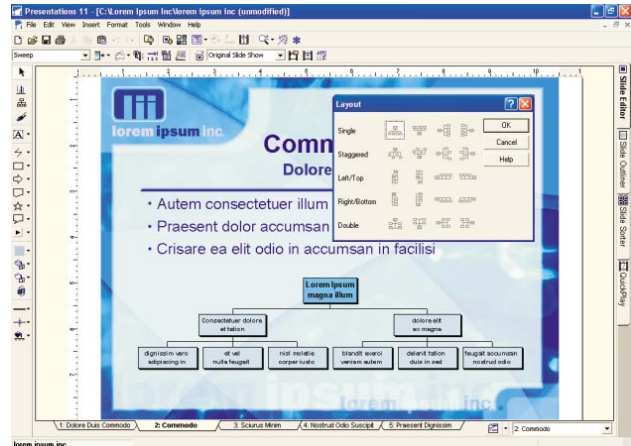 Presentations 11 - [C:\Lorem Ipsum Inc\lorem ipsum inc (unmodified)]
File Edit View Insert Format Tools Window Help
Sweep
Original Slide Show
lorem ipsum inc.
Comm
Dolore
· Autem consectetuer illum
· Praesent dolor accumsan
· Crisare ea elit odio in accumsan in facilisi
Layout
Single
OK
Staggered
Cancel
Left/Top
Help
Right/Bottom
Double
Lorem Ipsum
magna illum
Consectetuer dolore
et tation
dolore elit
ex magna
dignissim vero
adipiscing in
et vel
nulla feugait
nisl molestie
corper iusto
blandit exerci
veniam autem
delenit tation
duis in sed
feugait accumsan
nostrud odio
lorem ipsum inc.
Slide Editor
Slide Outliner
Slide Sorter
QuickPlay
1: Dolore Duis Commodo
2: Commodo
3: Sciurus Minim
4: Nostrud Odio Suscipit
5: Praesent Dignissim
2: Commodo
lorem ipsum inc